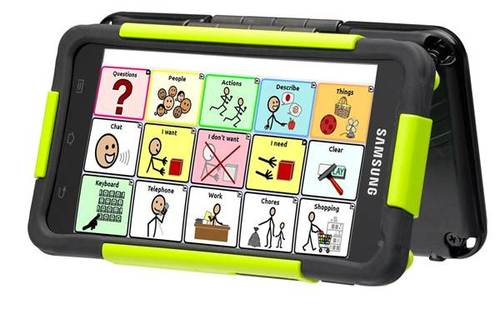 Questions
People
Actions
Describe
Things
Chat
I want
I don't want
I need
Clear
Keyboard
Telephone
Work
Chores
Shopping
SAMSUNG